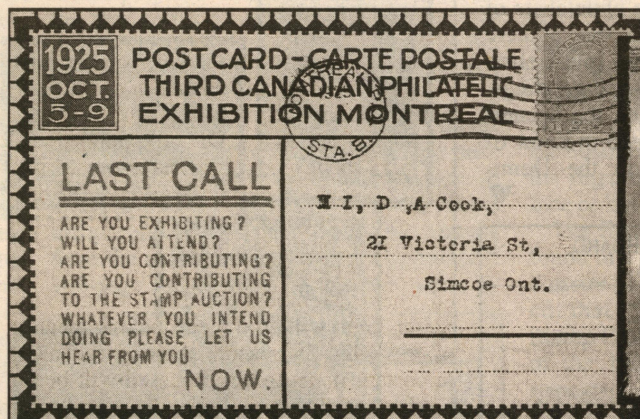 1925
OCT.
5-9
POST CARD - CARTE POSTALE
THIRD CANADIAN PHILATELIC
EXHIBITION MONTREAL
STA. B.
LAST CALL
ARE YOU EXHIBITING?
WILL YOU ATTEND?
ARE YOU CONTRIBUTING?
ARE YOU CONTRIBUTING
TO THE STAMP AUCTION?
WHATEVER YOU INTEND
DOING PLEASE LET US
HEAR FROM YOU
NOW.
I, D ,A Cook,
2I Victoria St,
Simcoe Ont.